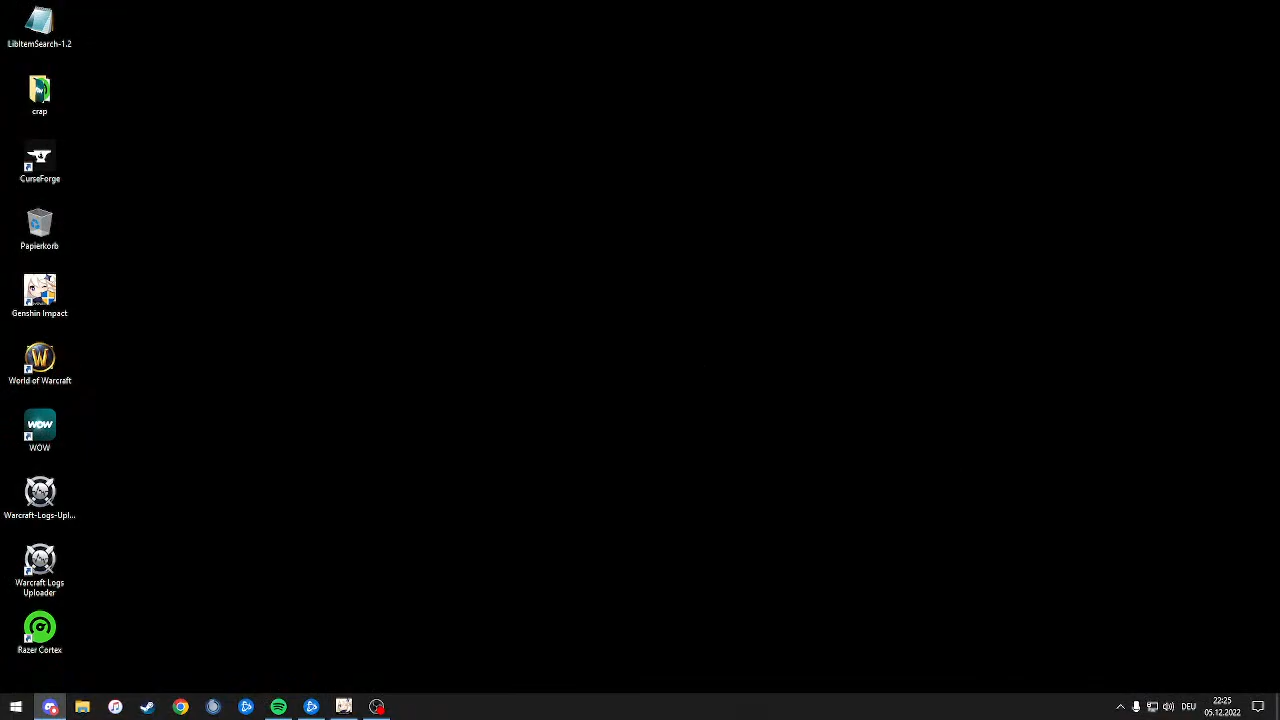 LibItemSearch-1.2
crap
CurseForge
Papierkorb
Genshin Impact
World of Warcraft
WOW
WOW
Warcraft-Logs-Upl...
Warcraft Logs
Uploader
Razer Cortex
DEU
22:25
05.12.2022